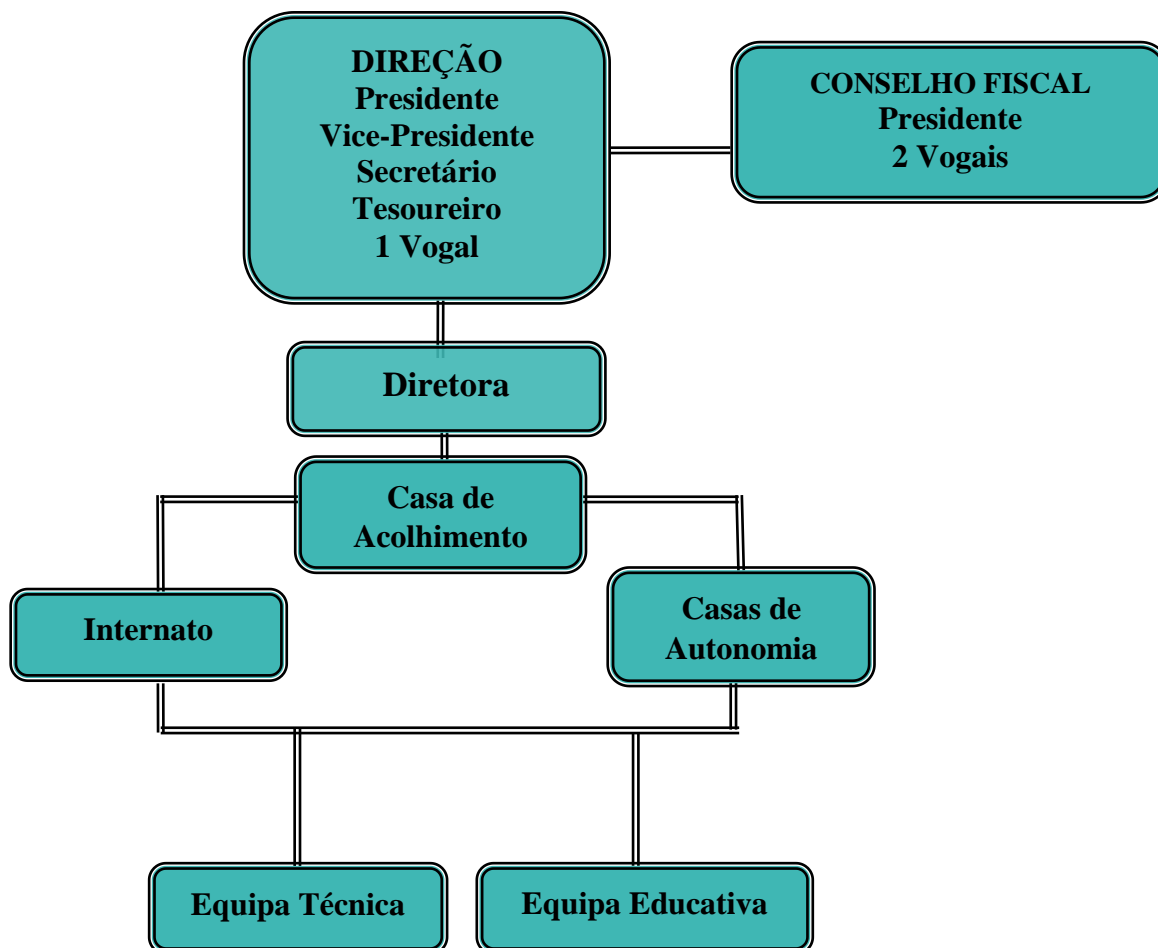 DIREÇÃO
Presidente
Vice-Presidente
Secretário
Tesoureiro
1 Vogal
CONSELHO FISCAL
Presidente
2 Vogais
Diretora
Casa de
Acolhimento
Internato
Casas de
Autonomia
Equipa Técnica
Equipa Educativa